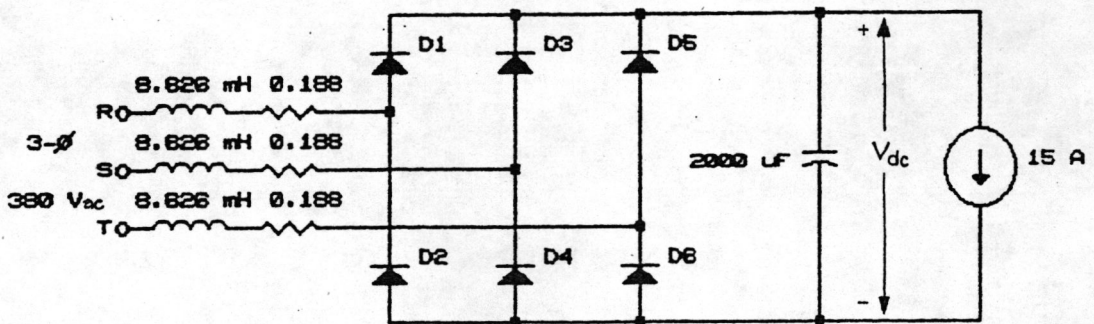 D1 D3 D5
8.826 mH 0.188
R
3-Ø 8.826 mH 0.188
S
380 Vac 8.826 mH 0.188
T
D2 D4 D6
2000 uF
+
Vdc
-
15 A